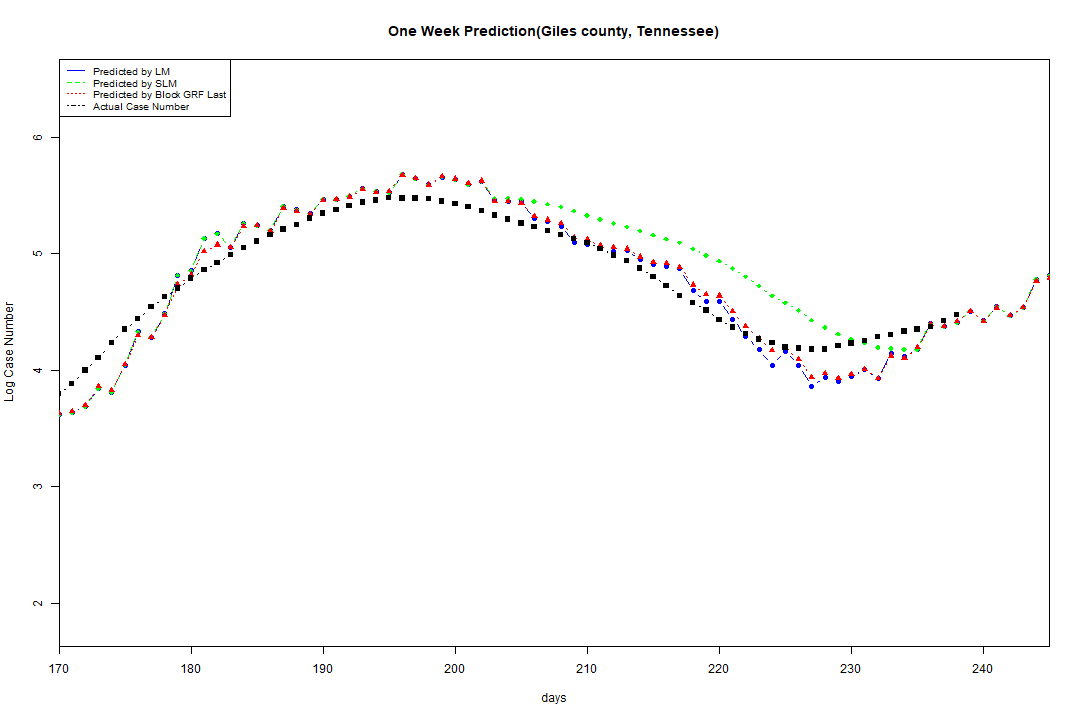 One Week Prediction(Giles county, Tennessee)
Predicted by LM
Predicted by SLM
Predicted by Block GRF Last
Actual Case Number
Log Case Number
6
5
4
3
2
170 180 190 200 210 220 230 240
days